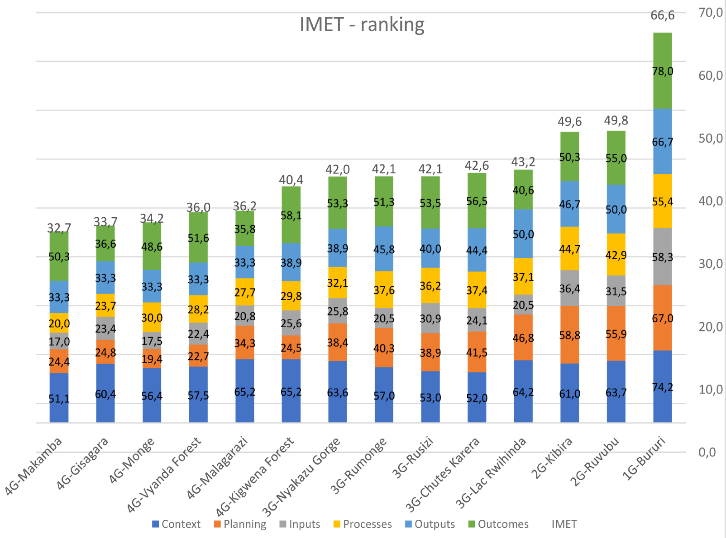 IMET - ranking
70,0
60,0
50,0
40,0
30,0
20,0
10,0
0,0
32,7 33,7 34,2 36,0 36,2 40,4 42,0 42,1 42,1 42,6 43,2 49,6 49,8 66,6
50,3 36,6 48,6 51,6 35,8 58,1 53,3 51,3 53,5 56,5 40,6 50,3 55,0 78,0
33,3 33,3 33,3 33,3 33,3 38,9 38,9 45,8 40,0 44,4 50,0 46,7 50,0 66,7
20,0 23,7 30,0 28,2 27,7 29,8 32,1 37,6 36,2 37,4 37,1 44,7 42,9 55,4
17,0 23,4 17,5 22,4 20,8 25,6 25,8 20,5 30,9 24,1 20,5 36,4 31,5 58,3
24,4 24,8 19,4 22,7 34,3 24,5 38,4 40,3 38,9 41,5 46,8 58,8 55,9 67,0
51,1 60,4 56,4 57,5 65,2 65,2 63,6 57,0 53,0 52,0 64,2 61,0 63,7 74,2
4G-Makamba
4G-Gisagara
4G-Monge
4G-Vyanda Forest
4G-Malagarazi
4G-Kigwena Forest
3G-Nyakazu Gorge
3G-Rumonge
3G-Rusizi
3G-Chutes Karera
3G-Lac Rwihinda
2G-Kibira
2G-Ruvubu
1G-Bururi
Context Planning Inputs Processes Outputs Outcomes IMET